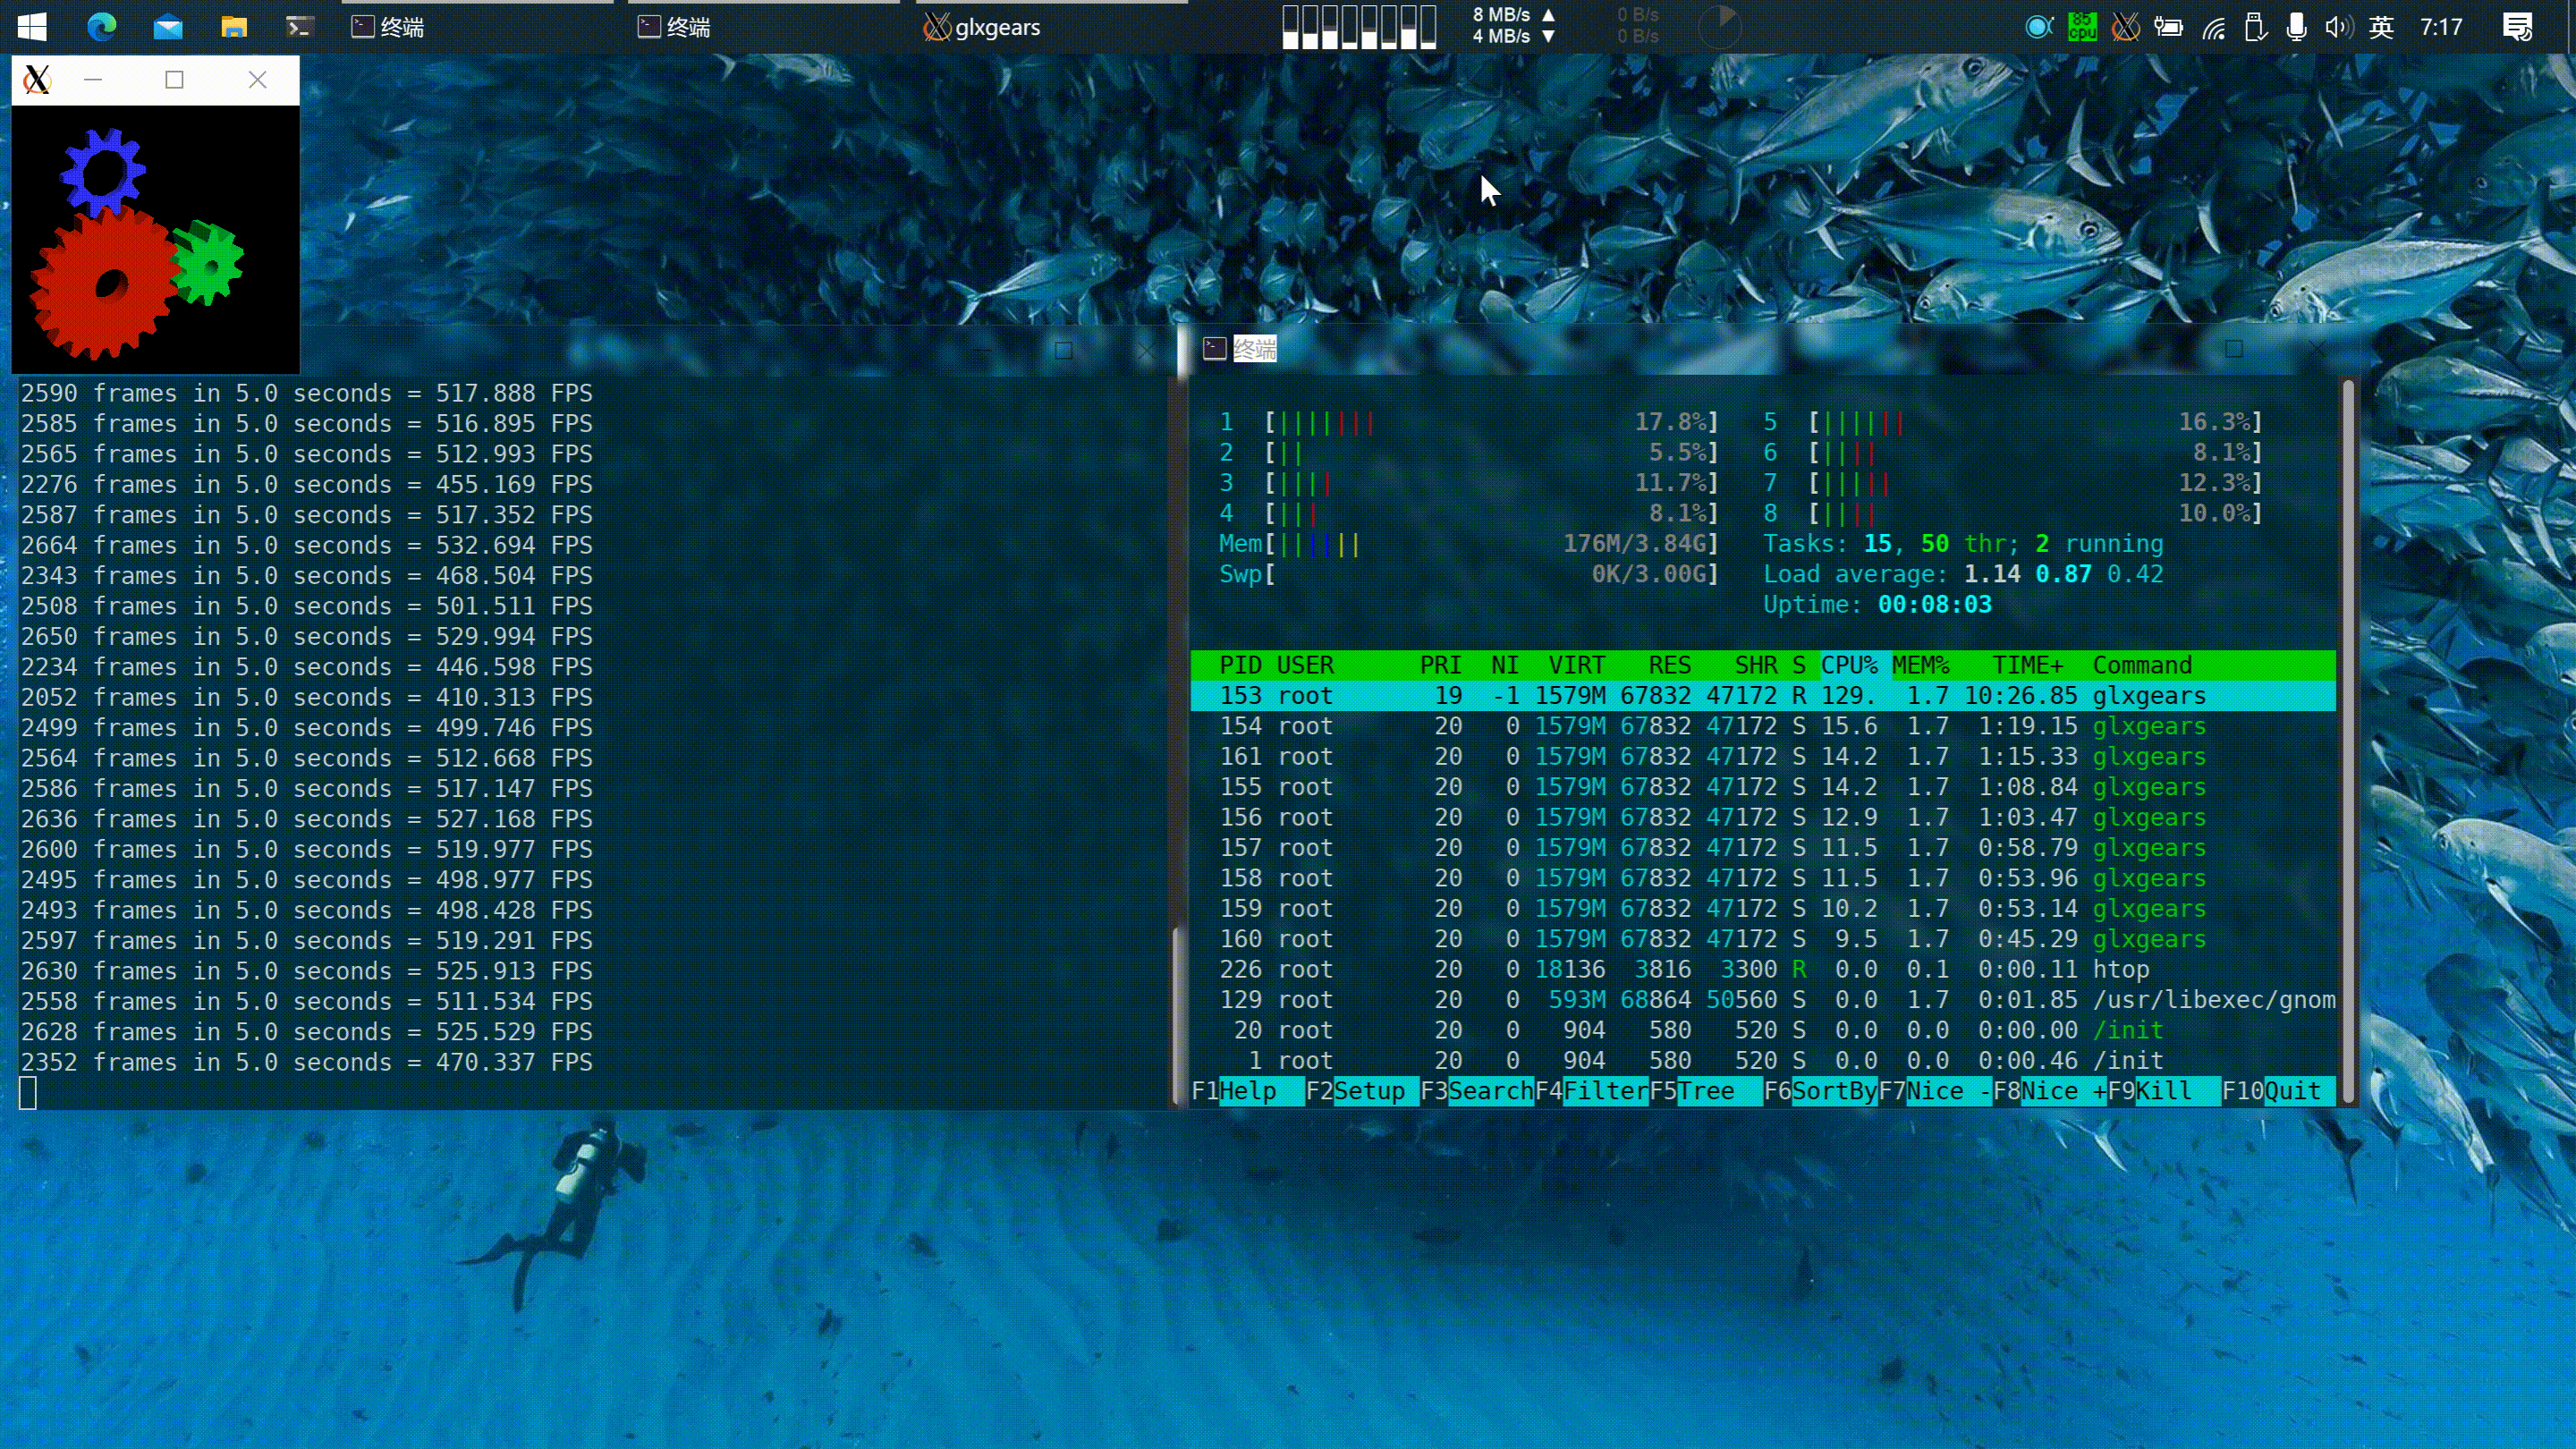 终端
终端
glxgears
8 MB/s ▲
4 MB/s ▼
0 B/s
0 B/s
85
cpu
英
7:17
2590 frames in 5.0 seconds = 517.888 FPS
2585 frames in 5.0 seconds = 516.895 FPS
2565 frames in 5.0 seconds = 512.993 FPS
2276 frames in 5.0 seconds = 455.169 FPS
2587 frames in 5.0 seconds = 517.352 FPS
2664 frames in 5.0 seconds = 532.694 FPS
2343 frames in 5.0 seconds = 468.504 FPS
2508 frames in 5.0 seconds = 501.511 FPS
2650 frames in 5.0 seconds = 529.994 FPS
2234 frames in 5.0 seconds = 446.598 FPS
2052 frames in 5.0 seconds = 410.313 FPS
2499 frames in 5.0 seconds = 499.746 FPS
2564 frames in 5.0 seconds = 512.668 FPS
2586 frames in 5.0 seconds = 517.147 FPS
2636 frames in 5.0 seconds = 527.168 FPS
2600 frames in 5.0 seconds = 519.977 FPS
2495 frames in 5.0 seconds = 498.977 FPS
2493 frames in 5.0 seconds = 498.428 FPS
2597 frames in 5.0 seconds = 519.291 FPS
2630 frames in 5.0 seconds = 525.913 FPS
2558 frames in 5.0 seconds = 511.534 FPS
2628 frames in 5.0 seconds = 525.529 FPS
2352 frames in 5.0 seconds = 470.337 FPS
终端
1 [||||||| 17.8%] 5 [|||||| 16.3%]
2 [|| 5.5%] 6 [|||| 8.1%]
3 [|||| 11.7%] 7 [||||| 12.3%]
4 [||| 8.1%] 8 [|||| 10.0%]
Mem[|||||| 176M/3.84G] Tasks: 15, 50 thr; 2 running
Swp[ 0K/3.00G] Load average: 1.14 0.87 0.42
Uptime: 00:08:03
PID USER PRI NI VIRT RES SHR S CPU% MEM% TIME+ Command
153 root 19 -1 1579M 67832 47172 R 129. 1.7 10:26.85 glxgears
154 root 20 0 1579M 67832 47172 S 15.6 1.7 1:19.15 glxgears
161 root 20 0 1579M 67832 47172 S 14.2 1.7 1:15.33 glxgears
155 root 20 0 1579M 67832 47172 S 14.2 1.7 1:08.84 glxgears
156 root 20 0 1579M 67832 47172 S 12.9 1.7 1:03.47 glxgears
157 root 20 0 1579M 67832 47172 S 11.5 1.7 0:58.79 glxgears
158 root 20 0 1579M 67832 47172 S 11.5 1.7 0:53.96 glxgears
159 root 20 0 1579M 67832 47172 S 10.2 1.7 0:53.14 glxgears
160 root 20 0 1579M 67832 47172 S 9.5 1.7 0:45.29 glxgears
226 root 20 0 18136 3816 3300 R 0.0 0.1 0:00.11 htop
129 root 20 0 593M 68864 50560 S 0.0 1.7 0:01.85 /usr/libexec/gnom
20 root 20 0 904 580 520 S 0.0 0.0 0:00.00 /init
1 root 20 0 904 580 520 S 0.0 0.0 0:00.46 /init
F1Help F2Setup F3SearchF4FilterF5Tree F6SortByF7Nice -F8Nice +F9Kill F10Quit